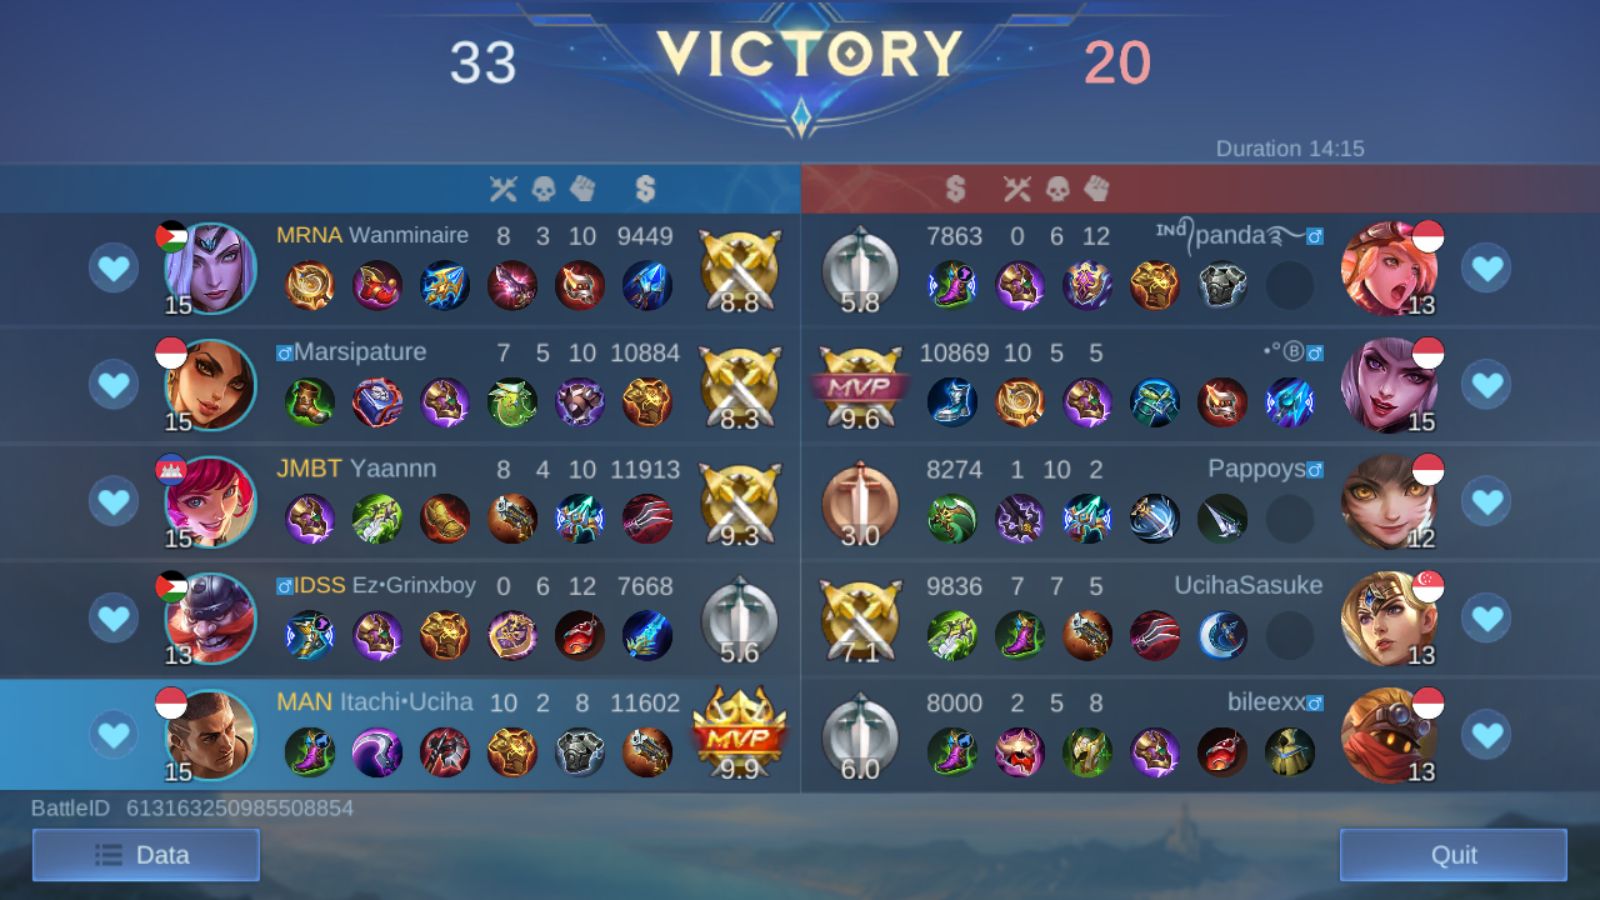 33 VICTORY 20
Duration 14:15
MRNA Wanminaire 8 3 10 9449
15 8.8
7863 0 6 12 ᴵᴺᵈ panda
5.8 13
Marsipature 7 5 10 10884
15 8.3
10869 10 5 5 •°Ⓑ
MVP 9.6 15
JMBT Yaannn 8 4 10 11913
15 9.3
8274 1 10 2 Pappoys
3.0 12
IDSS Ez•Grinxboy 0 6 12 7668
13 5.6
9836 7 7 5 UcihaSasuke
7.1 13
MAN Itachi•Uciha 10 2 8 11602
15 MVP 9.9
8000 2 5 8 bileexx
6.0 13
BattleID 613163250985508854
Data
Quit